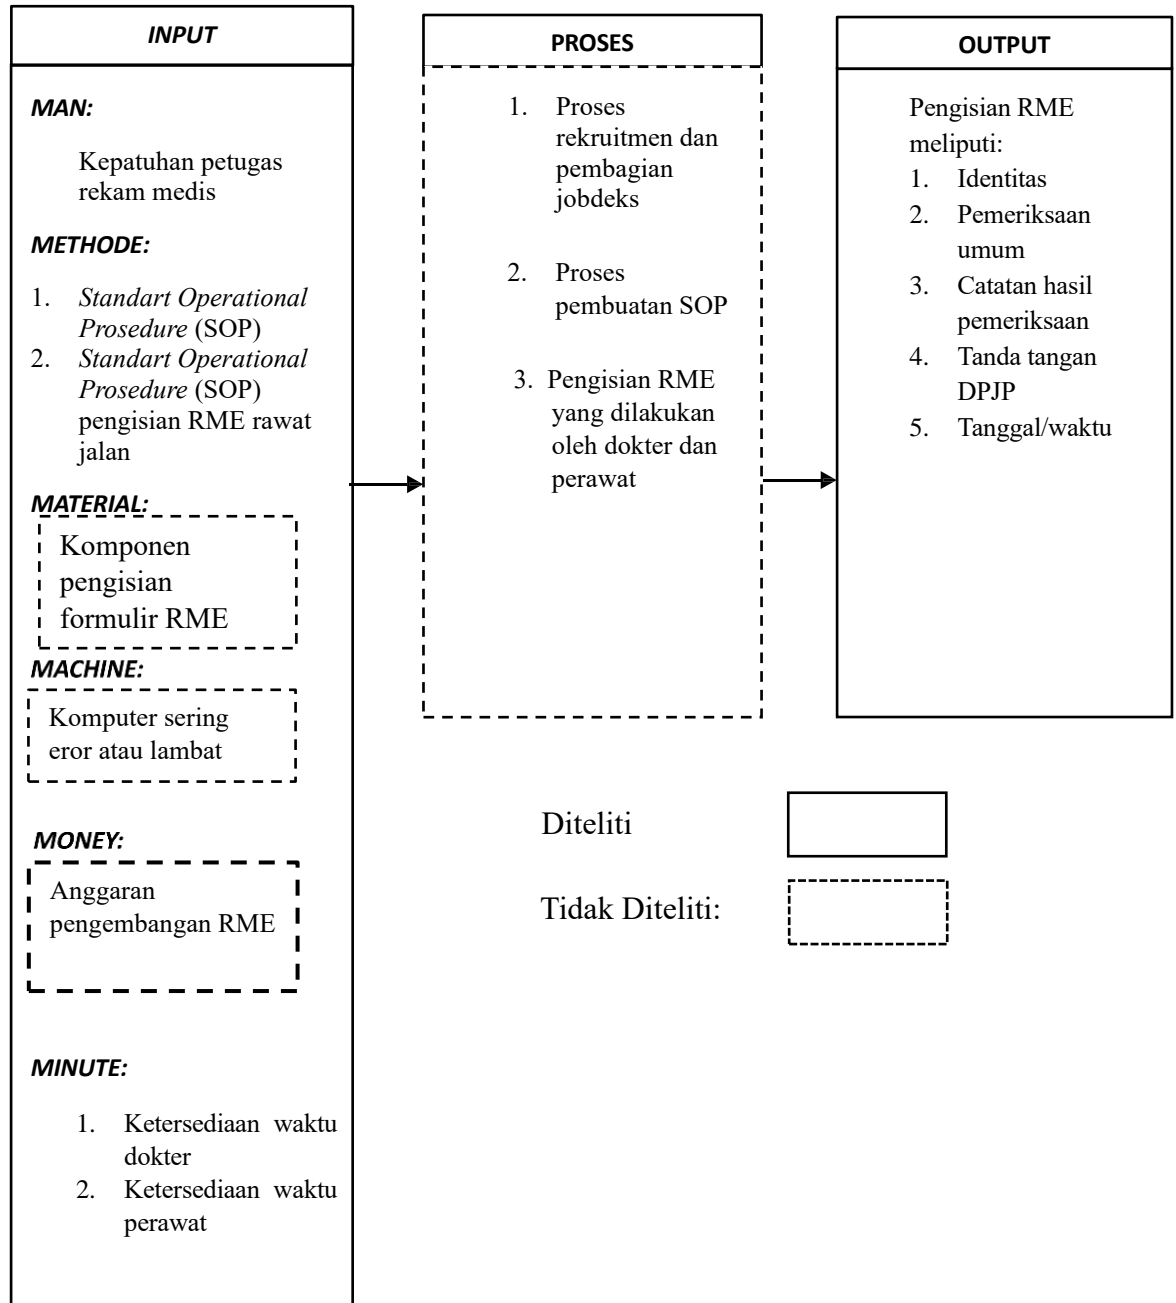 INPUT
MAN:
Kepatuhan petugas
rekam medis
METHODE:
1. Standart Operational
Prosedure (SOP)
2. Standart Operational
Prosedure (SOP)
pengisian RME rawat
jalan
MATERIAL:
Komponen
pengisian
formulir RME
MACHINE:
Komputer sering
eror atau lambat
MONEY:
Anggaran
pengembangan RME
MINUTE:
1. Ketersediaan waktu
dokter
2. Ketersediaan waktu
perawat
PROSES
1. Proses
rekruitmen dan
pembagian
jobdeks
2. Proses
pembuatan SOP
3. Pengisian RME
yang dilakukan
oleh dokter dan
perawat
OUTPUT
Pengisian RME
meliputi:
1. Identitas
2. Pemeriksaan
umum
3. Catatan hasil
pemeriksaan
4. Tanda tangan
DPJP
5. Tanggal/waktu
Diteliti
Tidak Diteliti: